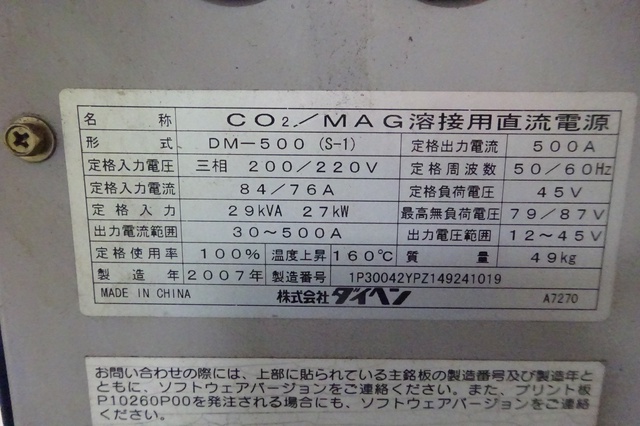 名称 CO2/MAG溶接用直流電源
形式 DM-500 (S-1) 定格出力電流 500A
定格入力電圧 三相 200/220V 定格周波数 50/60Hz
定格入力電流 84/76A 定格負荷電圧 45V
定格入力 29kVA 27kW 最高無負荷電圧 79/87V
出力電流範囲 30~500A 出力電圧範囲 12~45V
定格使用率 100% 温度上昇 160℃ 質量 49kg
製造年 2007年 製造番号 1P30042YPZ149241019
MADE IN CHINA 株式会社ダイヘン A7270
お問い合わせの際には、上部に貼られている主銘板の製造番号及び製造年と
ともに、ソフトウェアバージョンをご連絡ください。また、プリント板
P10260P00を発注される場合にも、ソフトウェアバージョンをご連絡
ください。